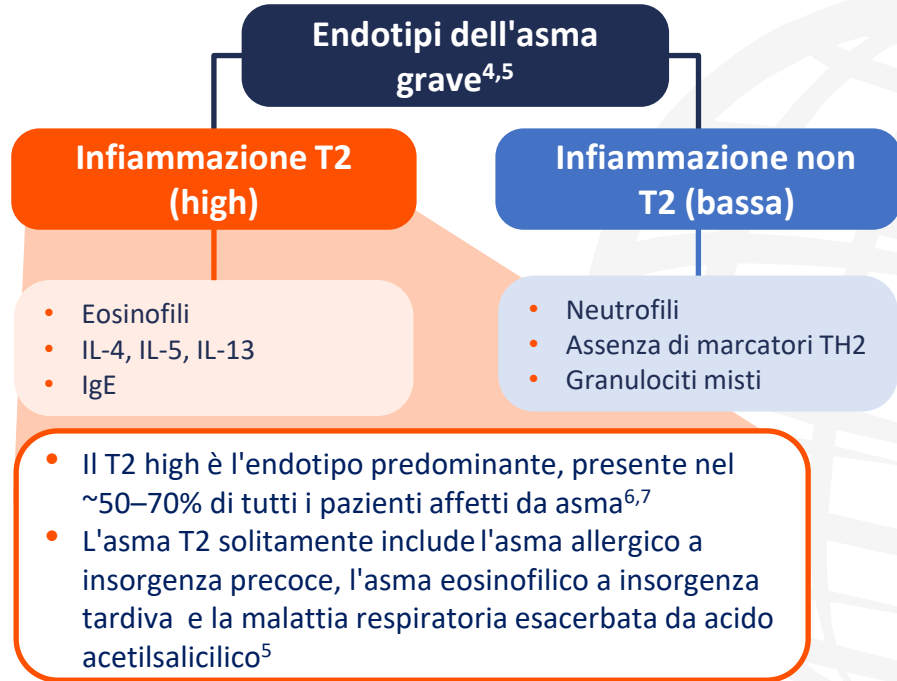 Endotipi dell'asma
grave4,5
Infiammazione T2
(high)
Infiammazione non
T2 (bassa)
• Eosinofili
• IL-4, IL-5, IL-13
• IgE
• Neutrofili
• Assenza di marcatori TH2
• Granulociti misti
• Il T2 high è l'endotipo predominante, presente nel
~50–70% di tutti i pazienti affetti da asma6,7
• L'asma T2 solitamente include l'asma allergico a
insorgenza precoce, l'asma eosinofilico a insorgenza
tardiva e la malattia respiratoria esacerbata da acido
acetilsalicilico5